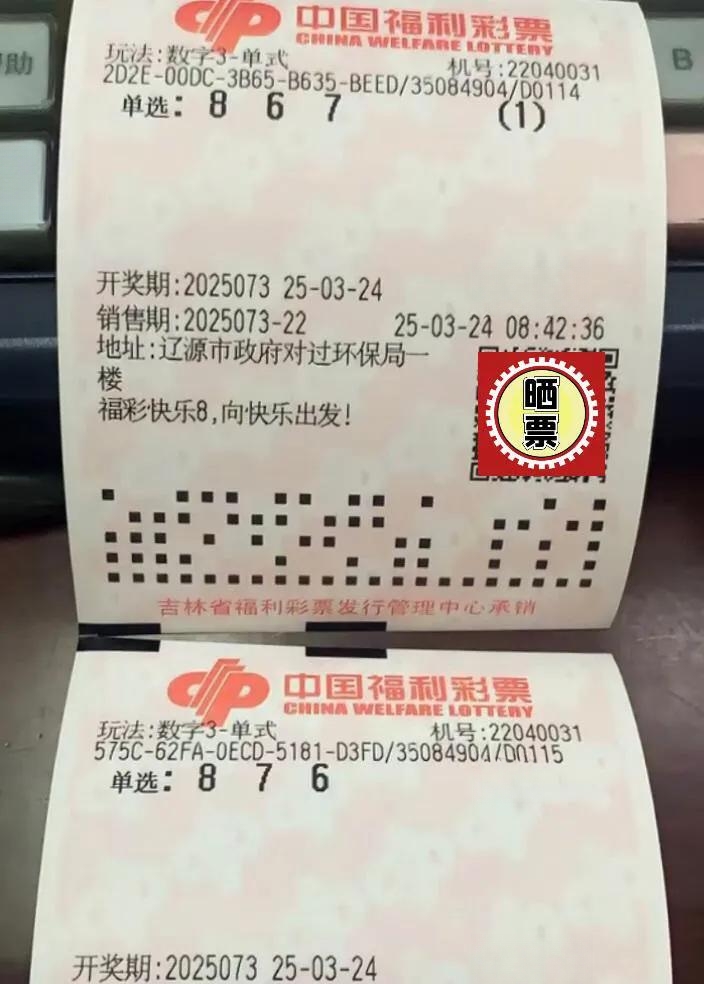 中国福利彩票
CHINA WELFARE LOTTERY
玩法:数字3-单式 机号:22040031
2D2E-00DC-3B65-B635-BEED/35084904/D0114
单选: 8 6 7 (1)
开奖期:2025073 25-03-24
销售期:2025073-22 25-03-24 08:42:36
地址:辽源市政府对过环保局一
楼
福彩快乐8,向快乐出发!
晒
票
吉林省福利彩票发行管理中心承销
中国福利彩票
CHINA WELFARE LOTTERY
玩法:数字3-单式 机号:22040031
575C-62FA-0ECD-5181-D3FD/35084904/D0115
单选: 8 7 6
开奖期:2025073 25-03-24
助
B